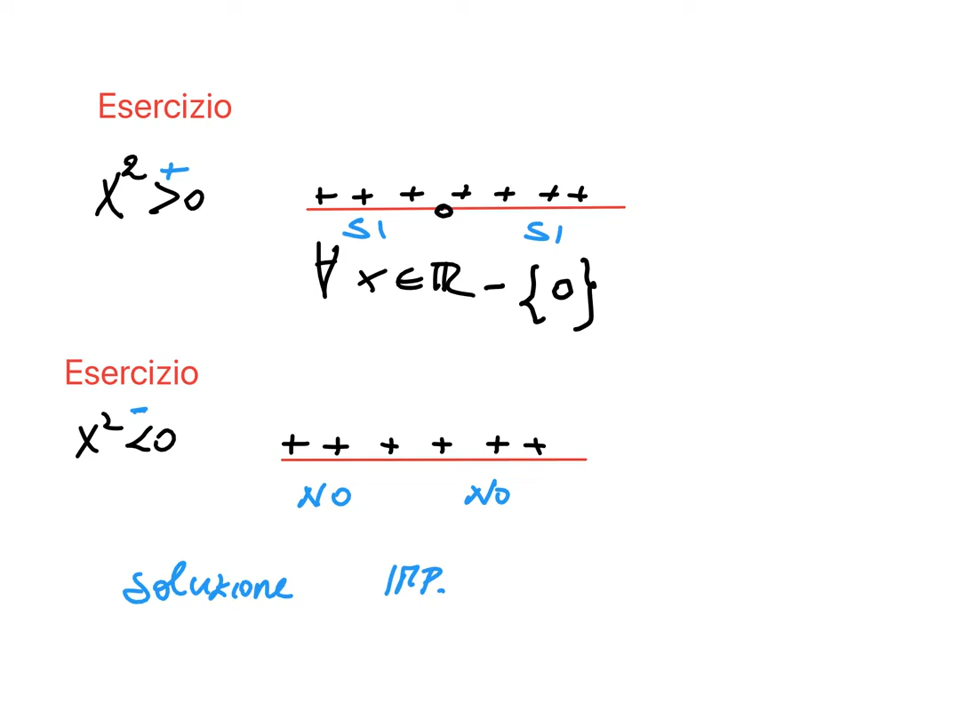 Esercizio
+
x² > 0
+ + + + + + +
0
SI SI
∀ x ∈ ℝ - {0}
Esercizio
-
x² < 0
+ + + + + +
NO NO
Soluzione IMP.